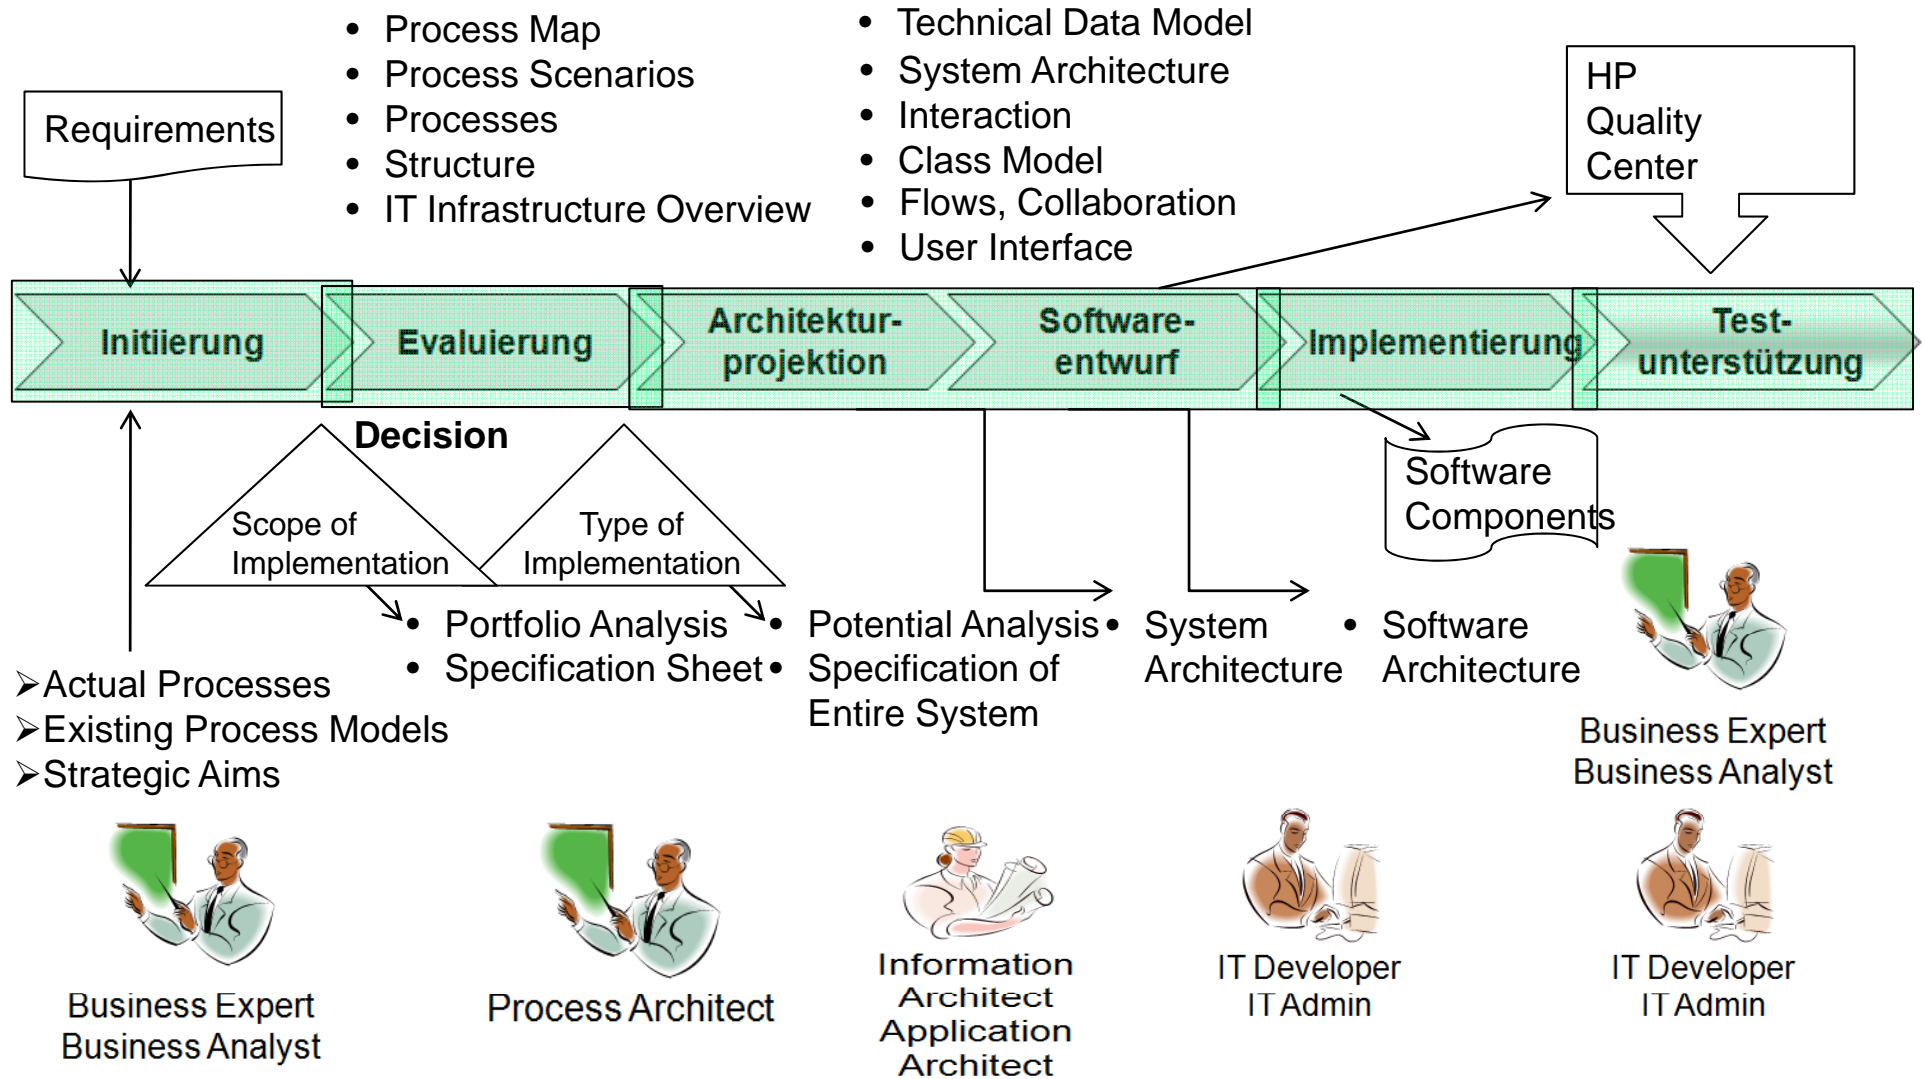 • Process Map
• Process Scenarios
• Processes
• Structure
• IT Infrastructure Overview
• Technical Data Model
• System Architecture
• Interaction
• Class Model
• Flows, Collaboration
• User Interface
HP
Quality
Center
Requirements
Initiierung
Evaluierung
Architektur-
projektion
Software-
entwurf
Implementierung
Test-
unterstützung
Decision
Scope of
Implementation
Type of
Implementation
Software
Components
• Portfolio Analysis
• Specification Sheet
• Potential Analysis
• Specification of
Entire System
• System
Architecture
• Software
Architecture
➢Actual Processes
➢Existing Process Models
➢Strategic Aims
Business Expert
Business Analyst
Business Expert
Business Analyst
Process Architect
Information
Architect
Application
Architect
IT Developer
IT Admin
IT Developer
IT Admin